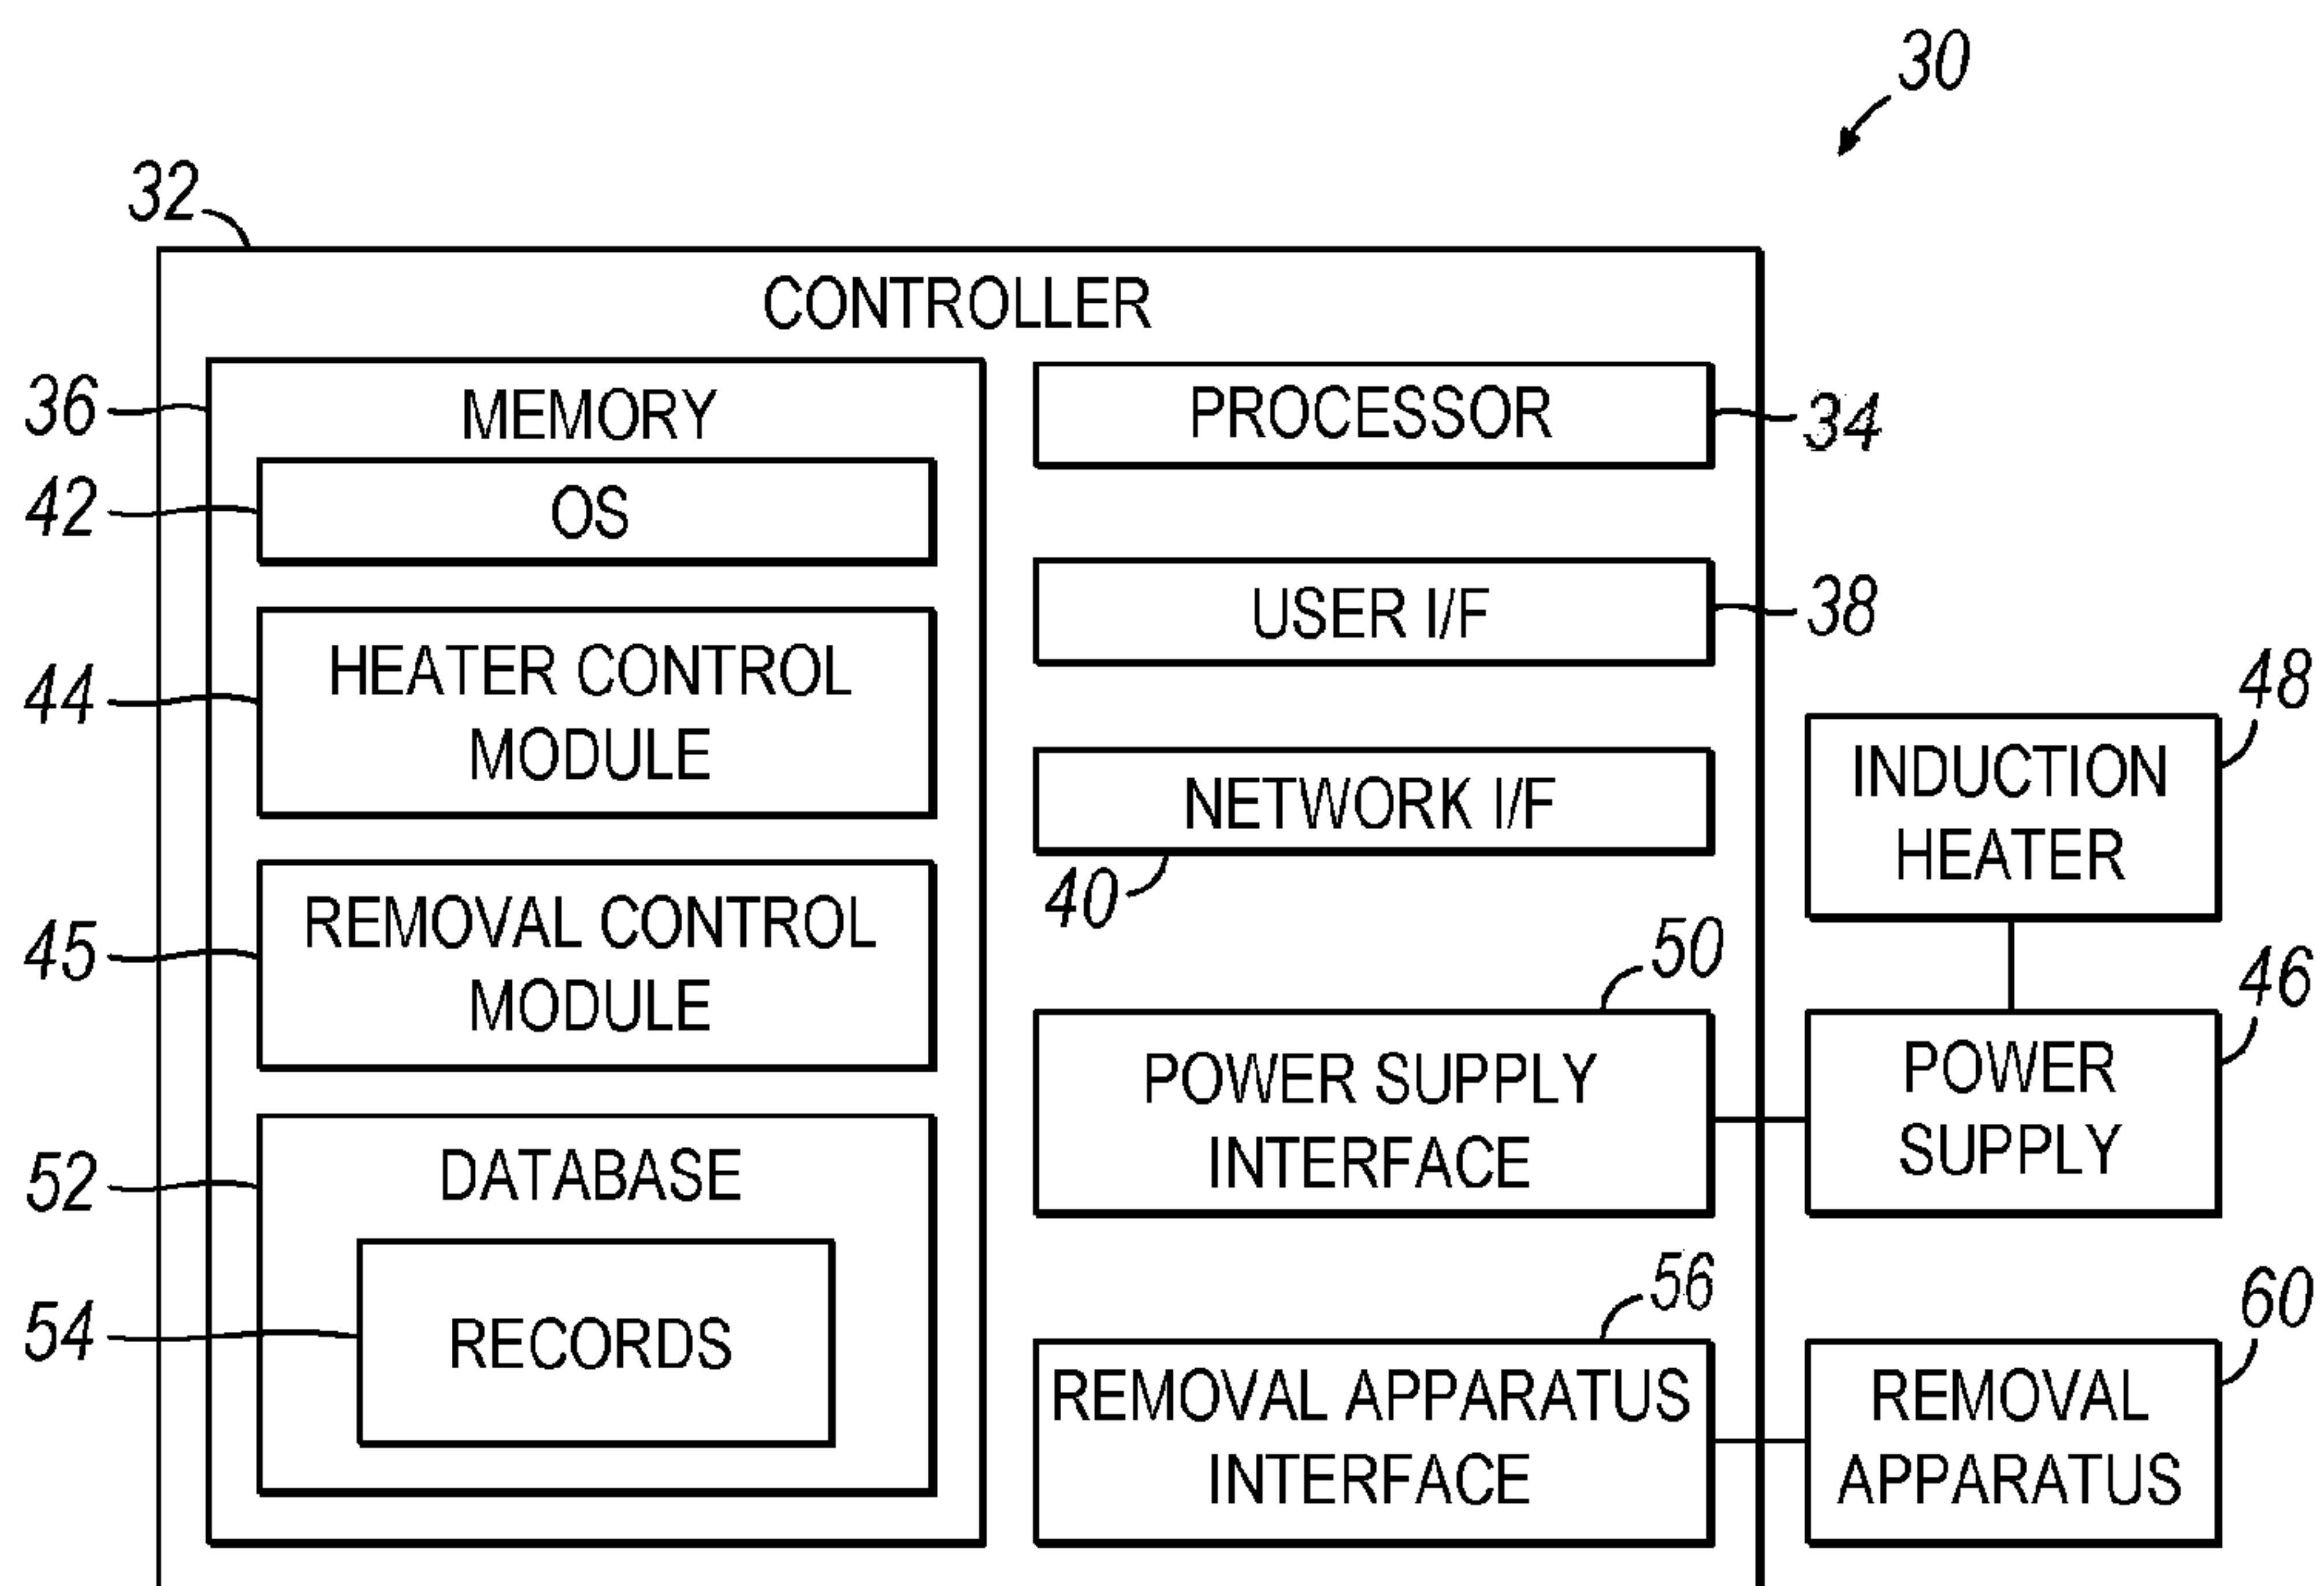 30
32
CONTROLLER
36
MEMORY
PROCESSOR
34
42
OS
USER I/F
38
44
HEATER CONTROL
MODULE
NETWORK I/F
40
48
INDUCTION
HEATER
45
REMOVAL CONTROL
MODULE
50
POWER SUPPLY
INTERFACE
46
POWER
SUPPLY
52
DATABASE
54
RECORDS
56
REMOVAL APPARATUS
INTERFACE
60
REMOVAL
APPARATUS